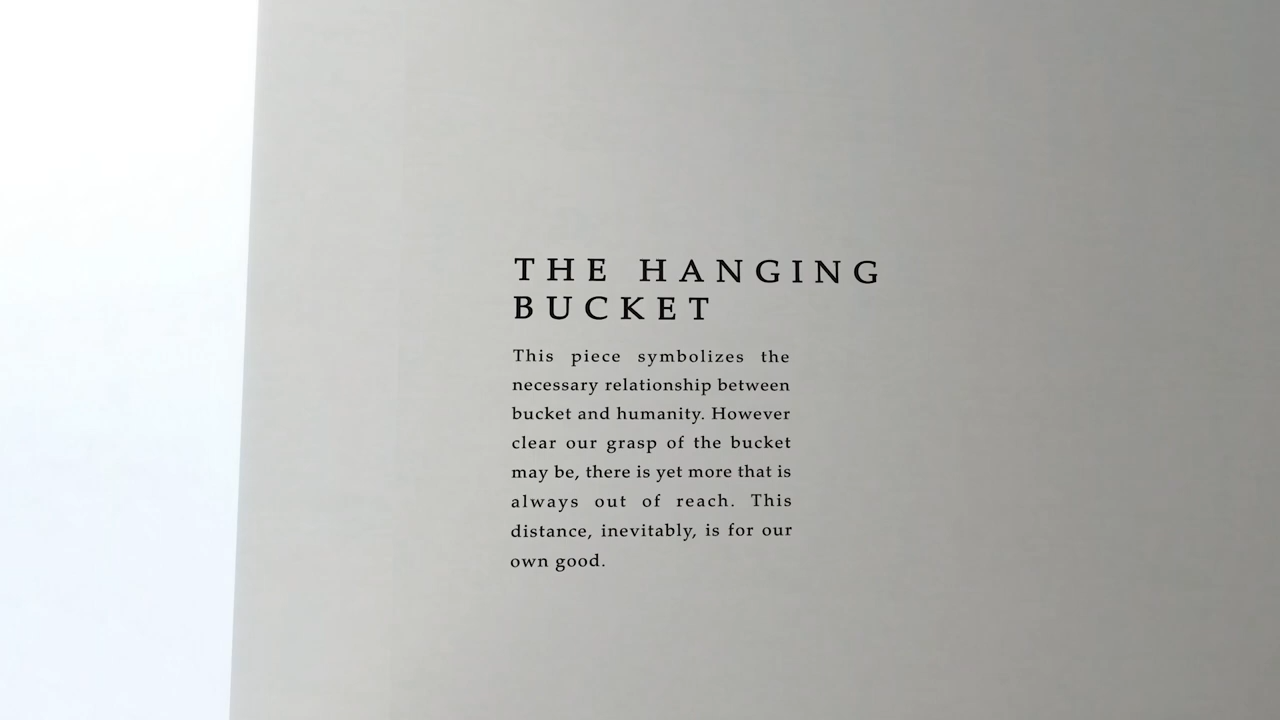 THE HANGING
BUCKET
This piece symbolizes the
necessary relationship between
bucket and humanity. However
clear our grasp of the bucket
may be, there is yet more that is
always out of reach. This
distance, inevitably, is for our
own good.